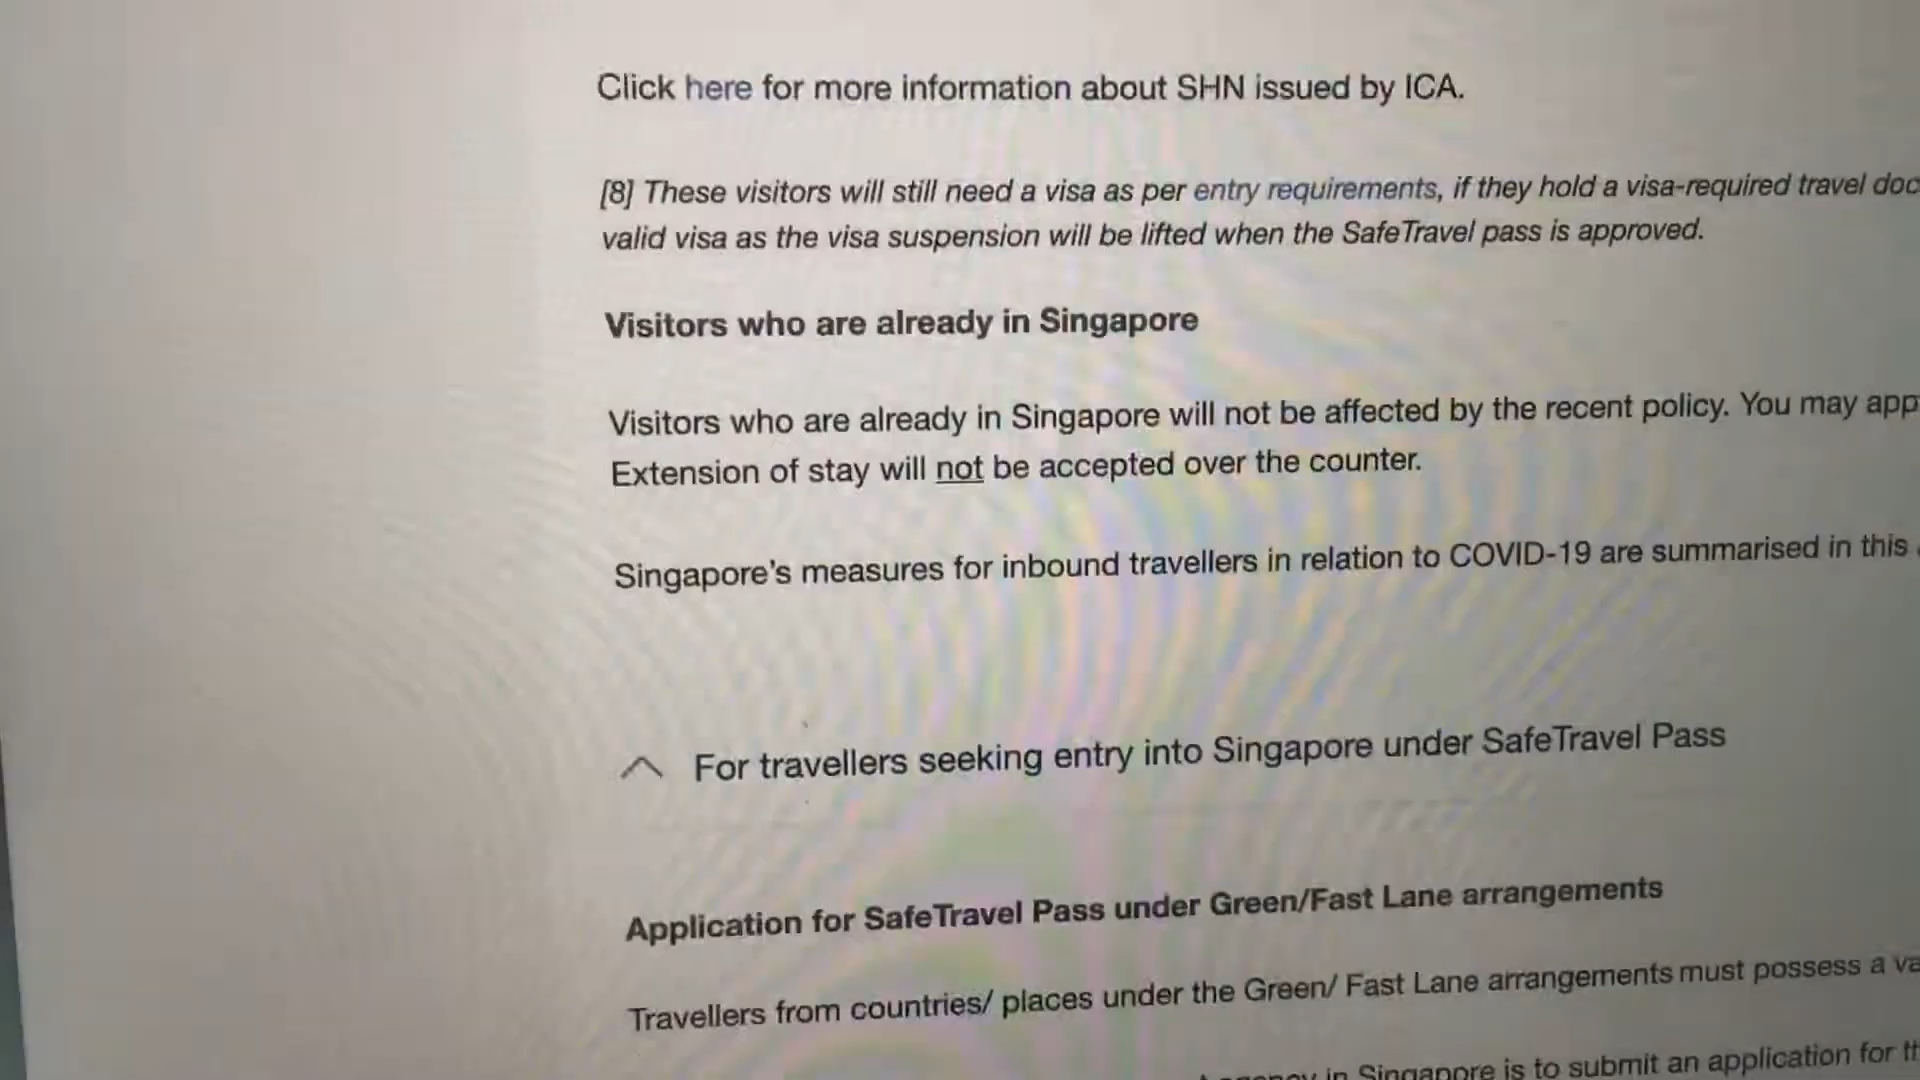 Click here for more information about SHN issued by ICA.
[8] These visitors will still need a visa as per entry requirements, if they hold a visa-required travel
valid visa as the visa suspension will be lifted when the SafeTravel pass is approved.
Visitors who are already in Singapore
Visitors who are already in Singapore will not be affected by the recent policy. You may
Extension of stay will not be accepted over the counter.
Singapore's measures for inbound travellers in relation to COVID-19 are summarised in this
For travellers seeking entry into Singapore under SafeTravel Pass
Application for SafeTravel Pass under Green/Fast Lane arrangements
Travellers from countries/ places under the Green/ Fast Lane arrangements must possess a
in Singapore is to submit an application for